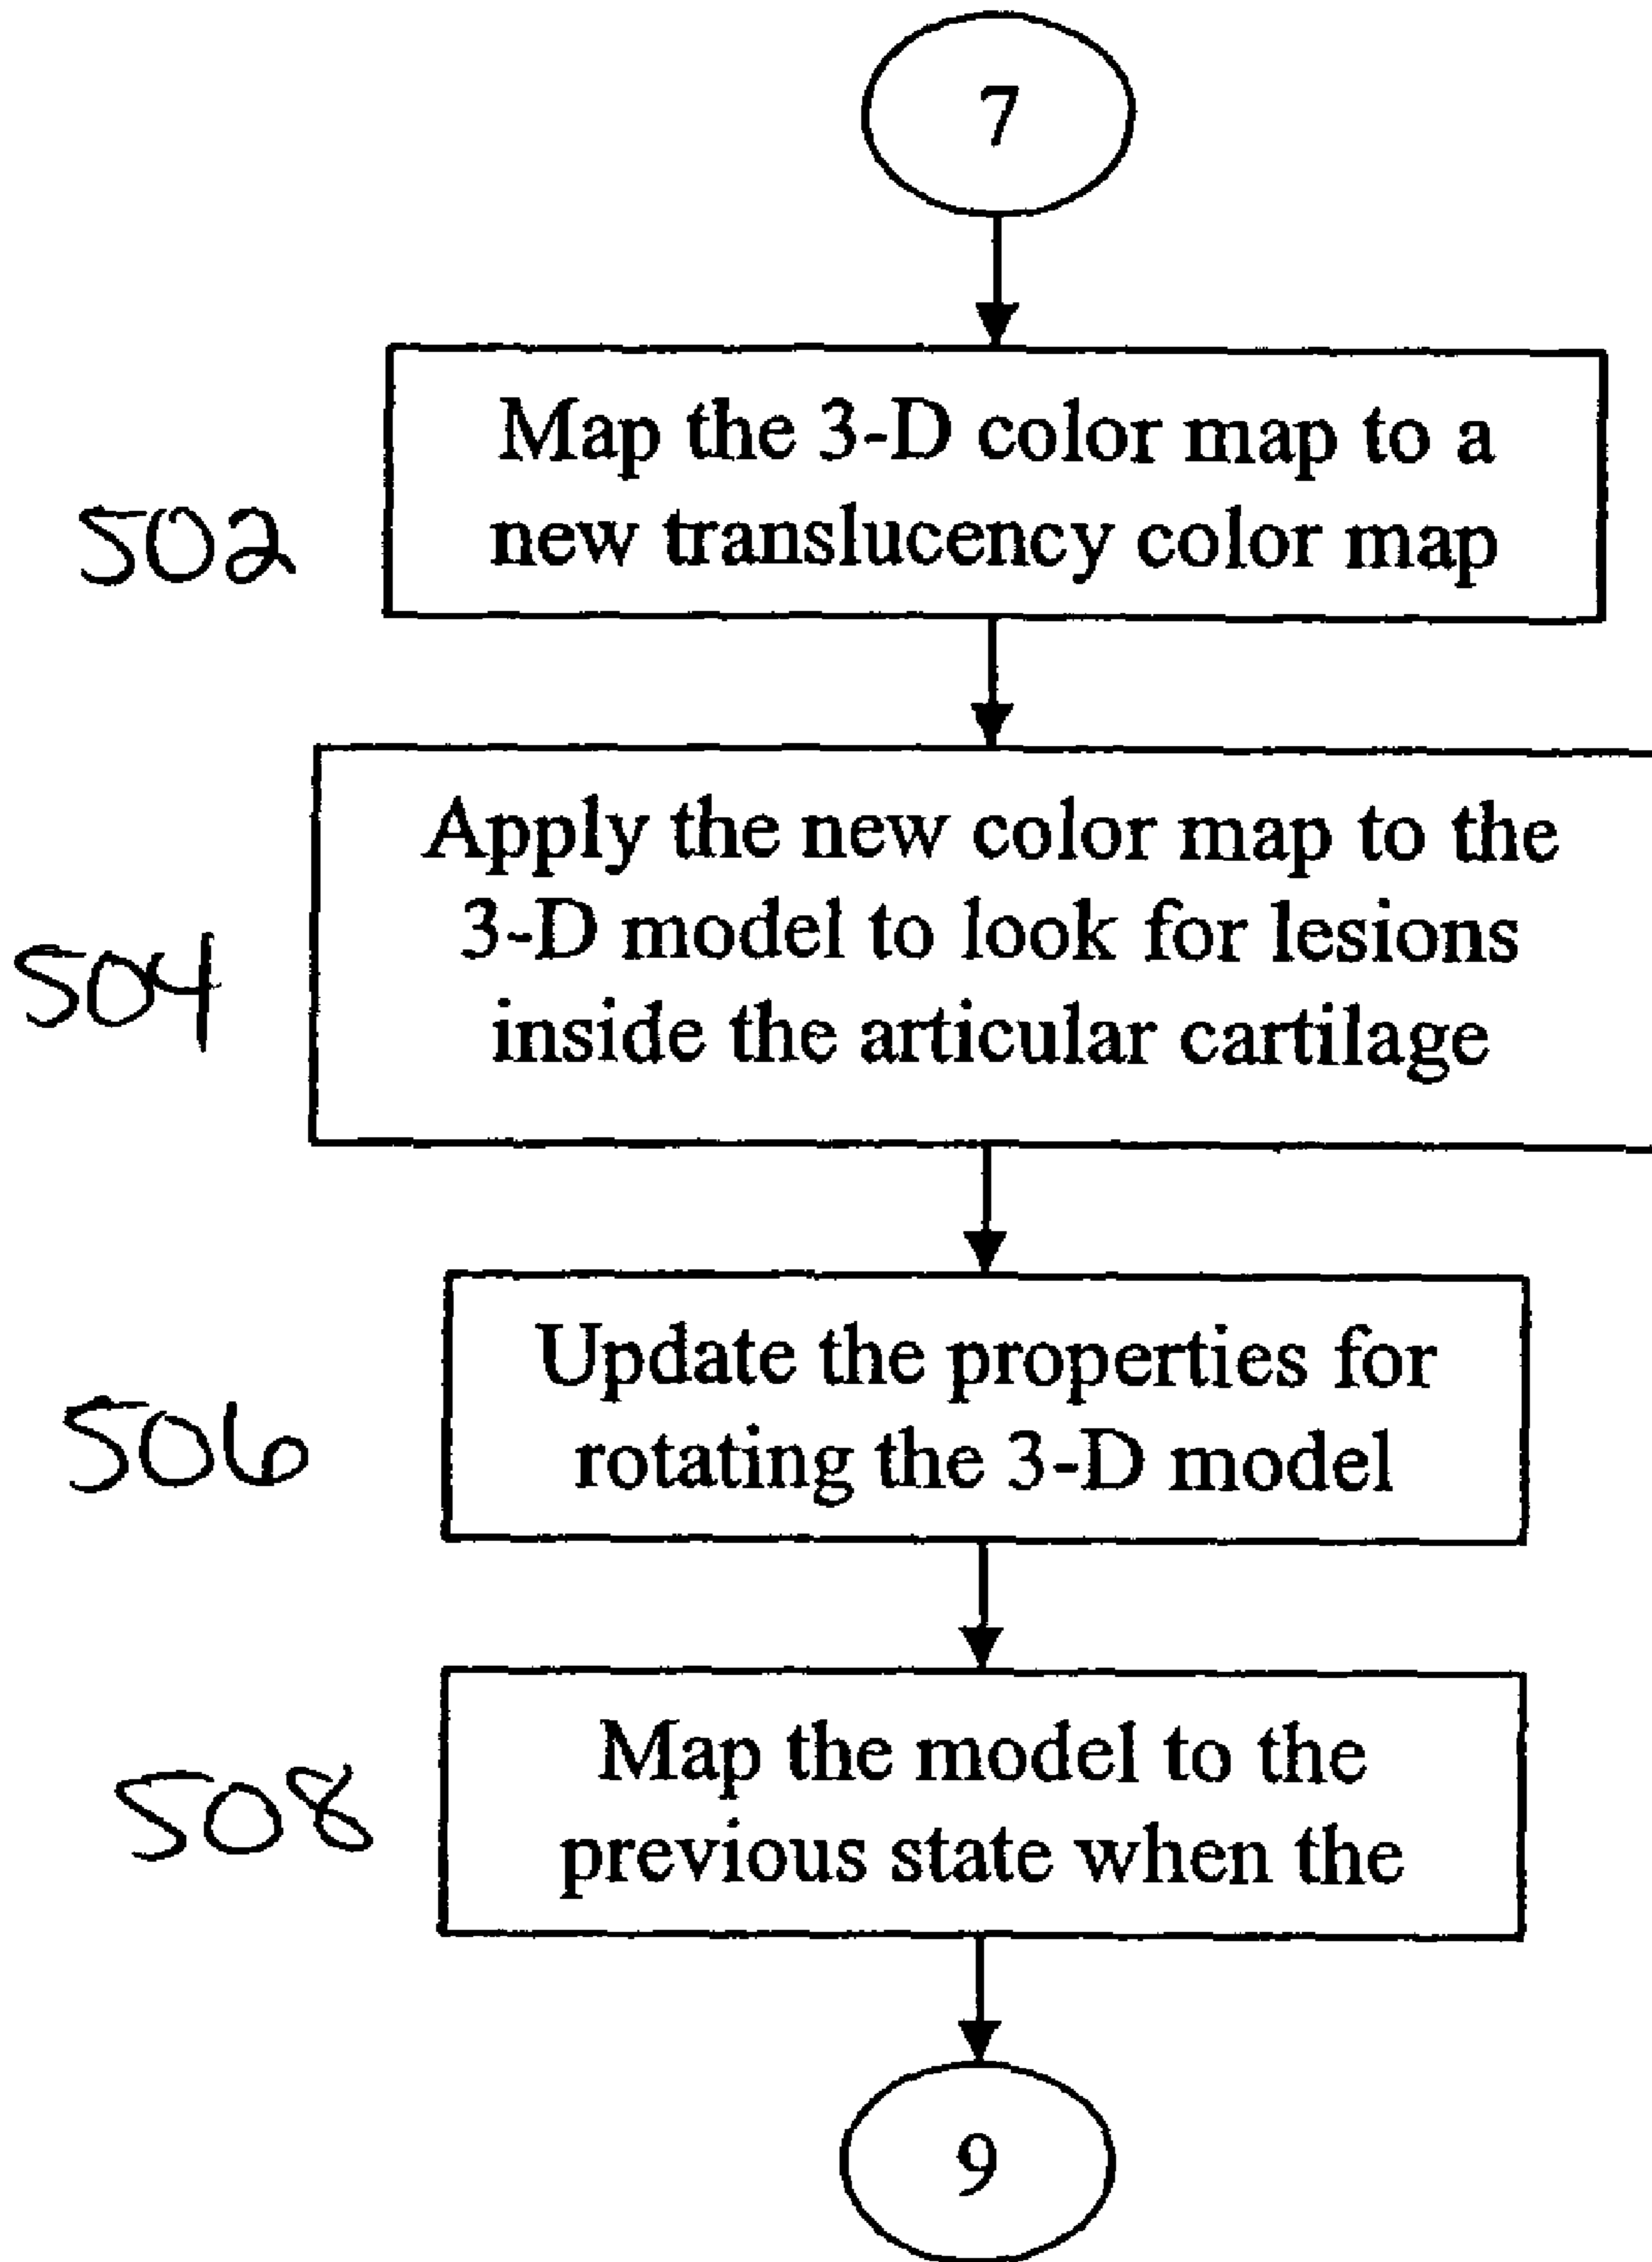 7
Map the 3-D color map to a
new translucency color map
502
Apply the new color map to the
3-D model to look for lesions
inside the articular cartilage
504
Update the properties for
rotating the 3-D model
506
Map the model to the
previous state when the
508
9